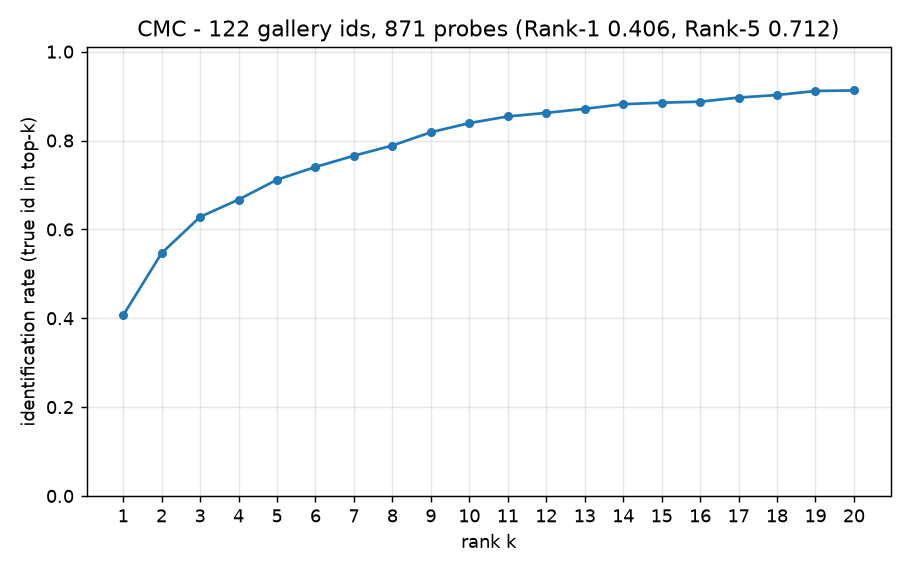 CMC - 122 gallery ids, 871 probes (Rank-1 0.406, Rank-5 0.712)
1.0
0.8
0.6
0.4
0.2
0.0
identification rate (true id in top-k)
1 2 3 4 5 6 7 8 9 10 11 12 13 14 15 16 17 18 19 20
rank k